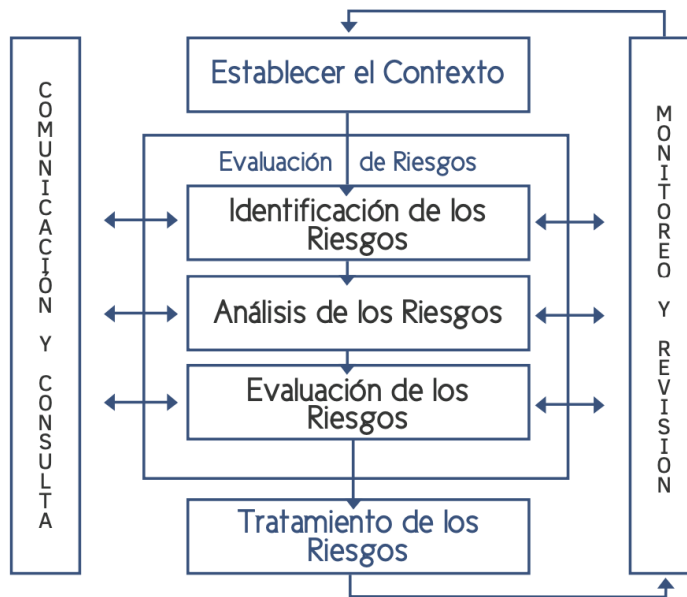 Establecer el Contexto
COMUNICACIÓN Y CONSULTA
Evaluación de Riesgos
Identificación de los
Riesgos
Análisis de los Riesgos
Evaluación de los
Riesgos
Tratamiento de los
Riesgos
MONITOREO Y REVISION